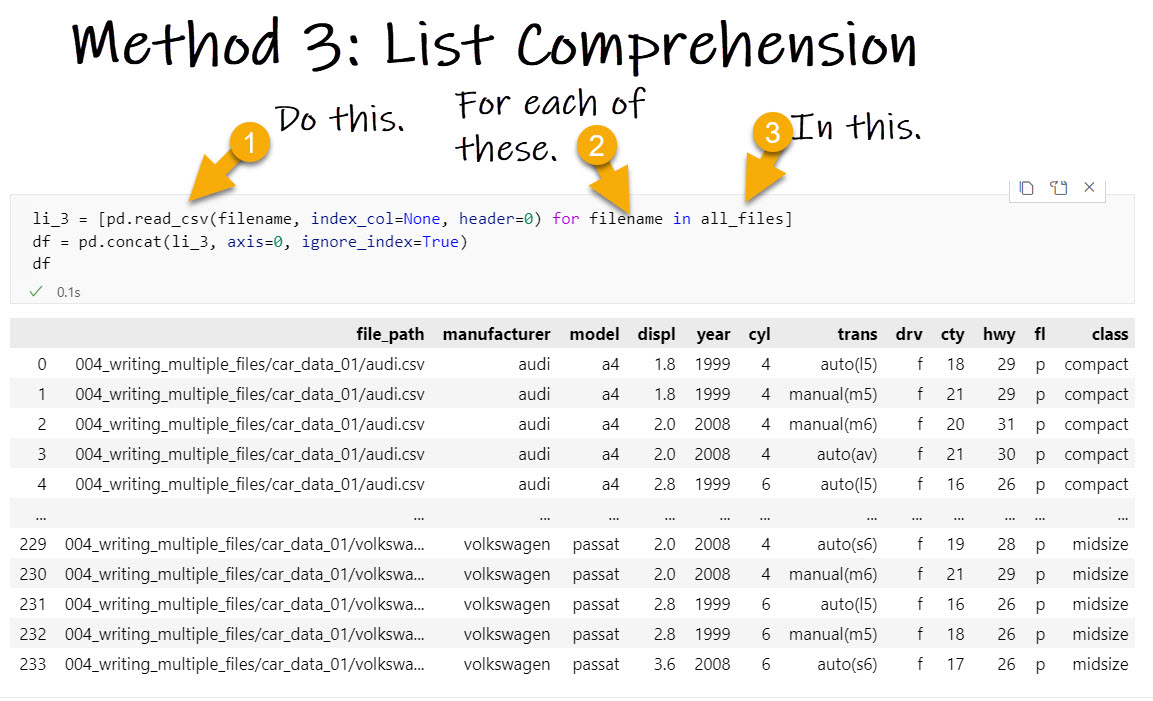 Method 3: List Comprehension
Do this.
For each of
these.
In this.
1
2
3
li_3 = [pd.read_csv(filename, index_col=None, header=0) for filename in all_files]
df = pd.concat(li_3, axis=0, ignore_index=True)
df
0.1s
file_path manufacturer model displ year cyl trans drv cty hwy fl class
0 004_writing_multiple_files/car_data_01/audi.csv audi a4 1.8 1999 4 auto(l5) f 18 29 p compact
1 004_writing_multiple_files/car_data_01/audi.csv audi a4 1.8 1999 4 manual(m5) f 21 29 p compact
2 004_writing_multiple_files/car_data_01/audi.csv audi a4 2.0 2008 4 manual(m6) f 20 31 p compact
3 004_writing_multiple_files/car_data_01/audi.csv audi a4 2.0 2008 4 auto(av) f 21 30 p compact
4 004_writing_multiple_files/car_data_01/audi.csv audi a4 2.8 1999 6 auto(l5) f 16 26 p compact
... ... ... ... ... ... ... ... ... ... ... ... ...
229 004_writing_multiple_files/car_data_01/volkswa... volkswagen passat 2.0 2008 4 auto(s6) f 19 28 p midsize
230 004_writing_multiple_files/car_data_01/volkswa... volkswagen passat 2.0 2008 4 manual(m6) f 21 29 p midsize
231 004_writing_multiple_files/car_data_01/volkswa... volkswagen passat 2.8 1999 6 auto(l5) f 16 26 p midsize
232 004_writing_multiple_files/car_data_01/volkswa... volkswagen passat 2.8 1999 6 manual(m5) f 18 26 p midsize
233 004_writing_multiple_files/car_data_01/volkswa... volkswagen passat 3.6 2008 6 auto(s6) f 17 26 p midsize